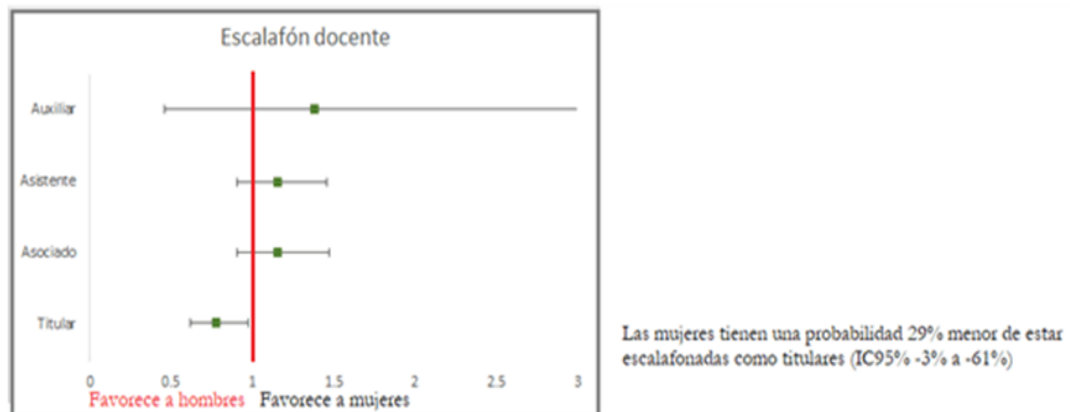 Escalafón docente
Auxiliar
Asistente
Asociado
Titular
0 0.5 1 1.5 2 2.5 3
Favorece a hombres Favorece a mujeres
Las mujeres tienen una probabilidad 29% menor de estar
escalafonadas como titulares (IC95% -3% a -61%)